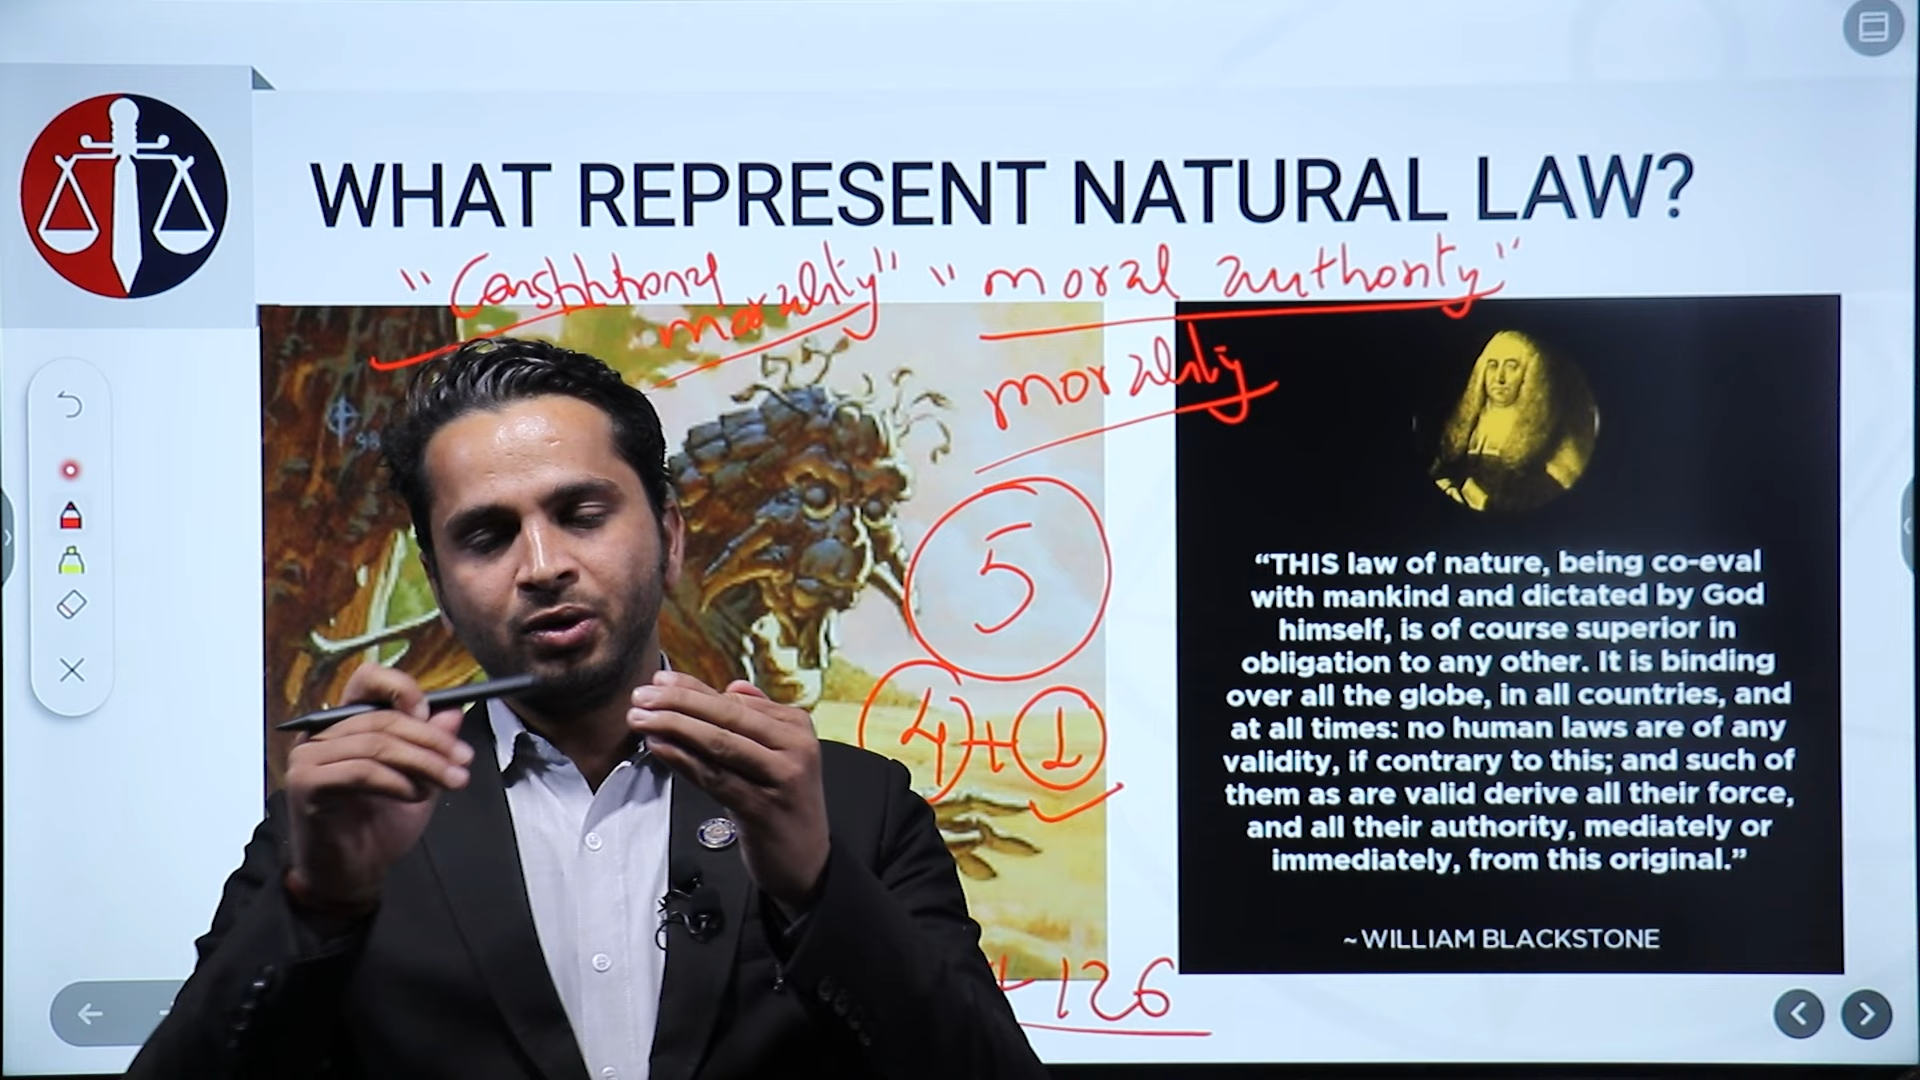 WHAT REPRESENT NATURAL LAW?
"Constitutional morality" "moral authority"
morality
5
4+1
126
"THIS law of nature, being co-eval
with mankind and dictated by God
himself, is of course superior in
obligation to any other. It is binding
over all the globe, in all countries, and
at all times: no human laws are of any
validity, if contrary to this; and such of
them as are valid derive all their force,
and all their authority, mediately or
immediately, from this original."
~WILLIAM BLACKSTONE